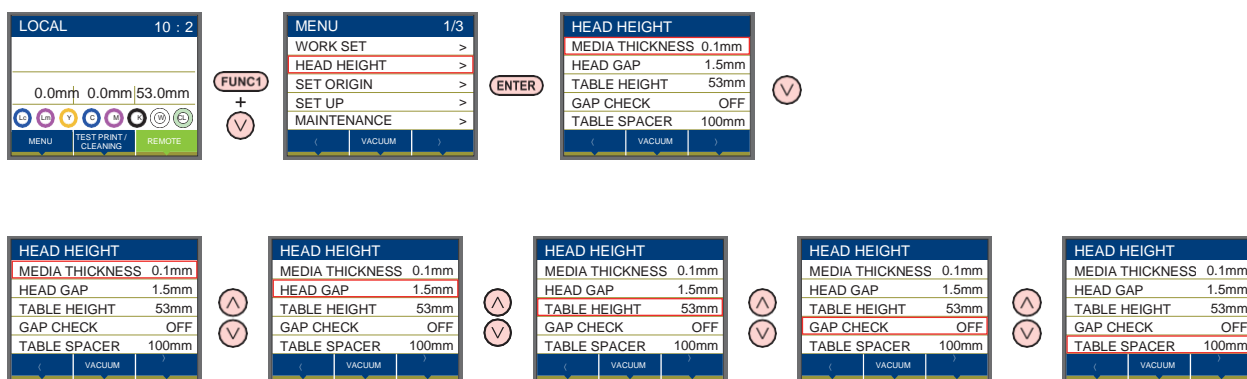 LOCAL 10 : 2
0.0mm 0.0mm 53.0mm
Lc Lm Y C M K W CL
MENU TEST PRINT / CLEANING REMOTE
FUNC1
+
MENU 1/3
WORK SET >
HEAD HEIGHT >
SET ORIGIN >
SET UP >
MAINTENANCE >
VACUUM
ENTER
HEAD HEIGHT
MEDIA THICKNESS 0.1mm
HEAD GAP 1.5mm
TABLE HEIGHT 53mm
GAP CHECK OFF
TABLE SPACER 100mm
VACUUM
HEAD HEIGHT
MEDIA THICKNESS 0.1mm
HEAD GAP 1.5mm
TABLE HEIGHT 53mm
GAP CHECK OFF
TABLE SPACER 100mm
VACUUM
HEAD HEIGHT
MEDIA THICKNESS 0.1mm
HEAD GAP 1.5mm
TABLE HEIGHT 53mm
GAP CHECK OFF
TABLE SPACER 100mm
VACUUM
HEAD HEIGHT
MEDIA THICKNESS 0.1mm
HEAD GAP 1.5mm
TABLE HEIGHT 53mm
GAP CHECK OFF
TABLE SPACER 100mm
VACUUM
HEAD HEIGHT
MEDIA THICKNESS 0.1mm
HEAD GAP 1.5mm
TABLE HEIGHT 53mm
GAP CHECK OFF
TABLE SPACER 100mm
VACUUM
HEAD HEIGHT
MEDIA THICKNESS 0.1mm
HEAD GAP 1.5mm
TABLE HEIGHT 53mm
GAP CHECK OFF
TABLE SPACER 100mm
VACUUM